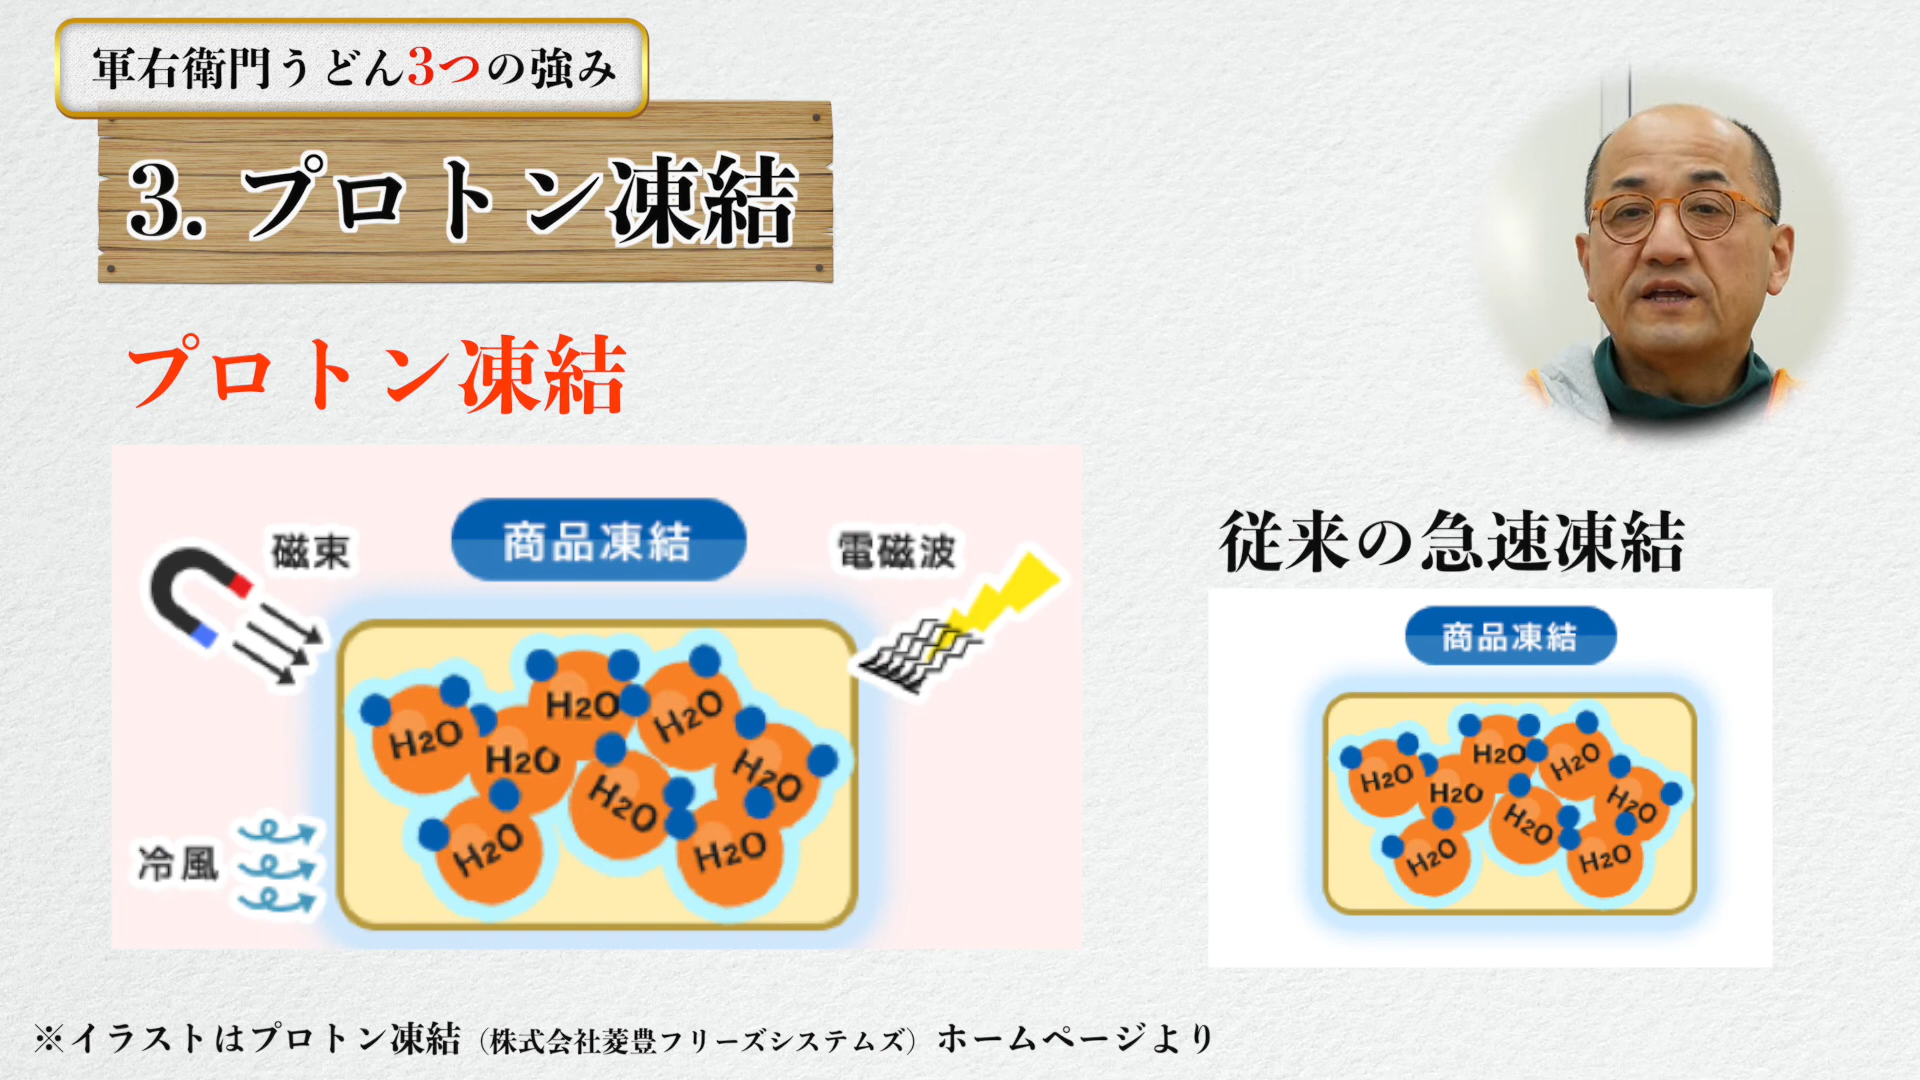 軍右衛門うどん3つの強み
3. プロトン凍結
プロトン凍結
磁束
商品凍結
電磁波
H2O
H2O
H2O
H2O
H2O
H2O
H2O
H2O
冷風
従来の急速凍結
商品凍結
H2O
H2O
H2O
H2O
H2O
H2O
H2O
H2O
※イラストはプロトン凍結（株式会社菱豊フリーズシステムズ）ホームページより